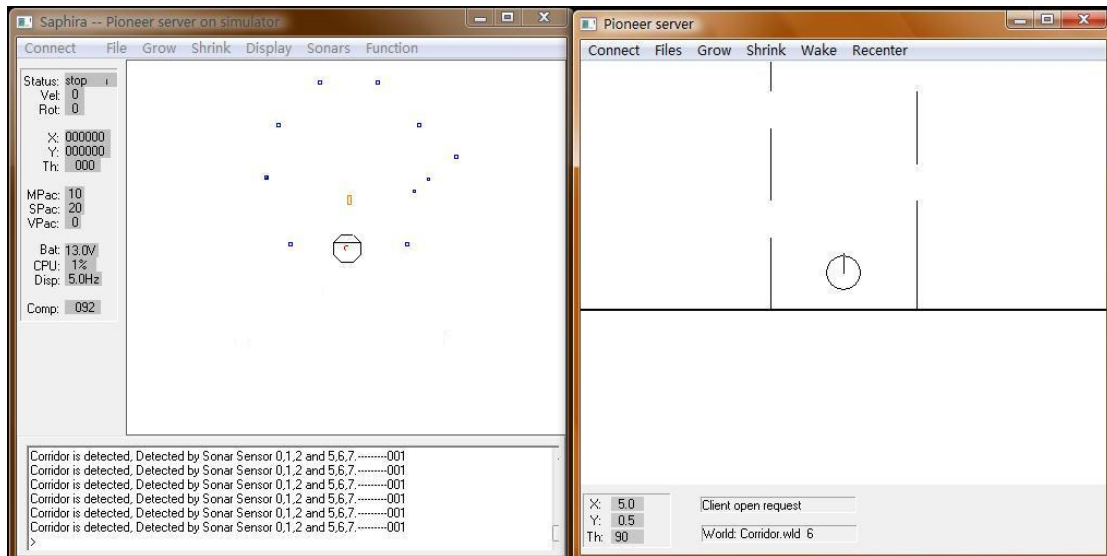 Saphira -- Pioneer server on simulator
Connect File Grow Shrink Display Sonars Function
Status: stop
Vel: 0
Rot: 0
X: 000000
Y: 000000
Th: 000
MPac: 10
SPac: 20
VPac: 0
Bat: 13.0V
CPU: 1%
Disp: 5.0Hz
Comp: 092
Corridor is detected, Detected by Sonar Sensor 0,1,2 and 5,6,7.---------001
Corridor is detected, Detected by Sonar Sensor 0,1,2 and 5,6,7.---------001
Corridor is detected, Detected by Sonar Sensor 0,1,2 and 5,6,7.---------001
Corridor is detected, Detected by Sonar Sensor 0,1,2 and 5,6,7.---------001
Corridor is detected, Detected by Sonar Sensor 0,1,2 and 5,6,7.---------001
Corridor is detected, Detected by Sonar Sensor 0,1,2 and 5,6,7.---------001
>
Pioneer server
Connect Files Grow Shrink Wake Recenter
X: 5.0
Y: 0.5
Th: 90
Client open request
World: Corridor.wld 6